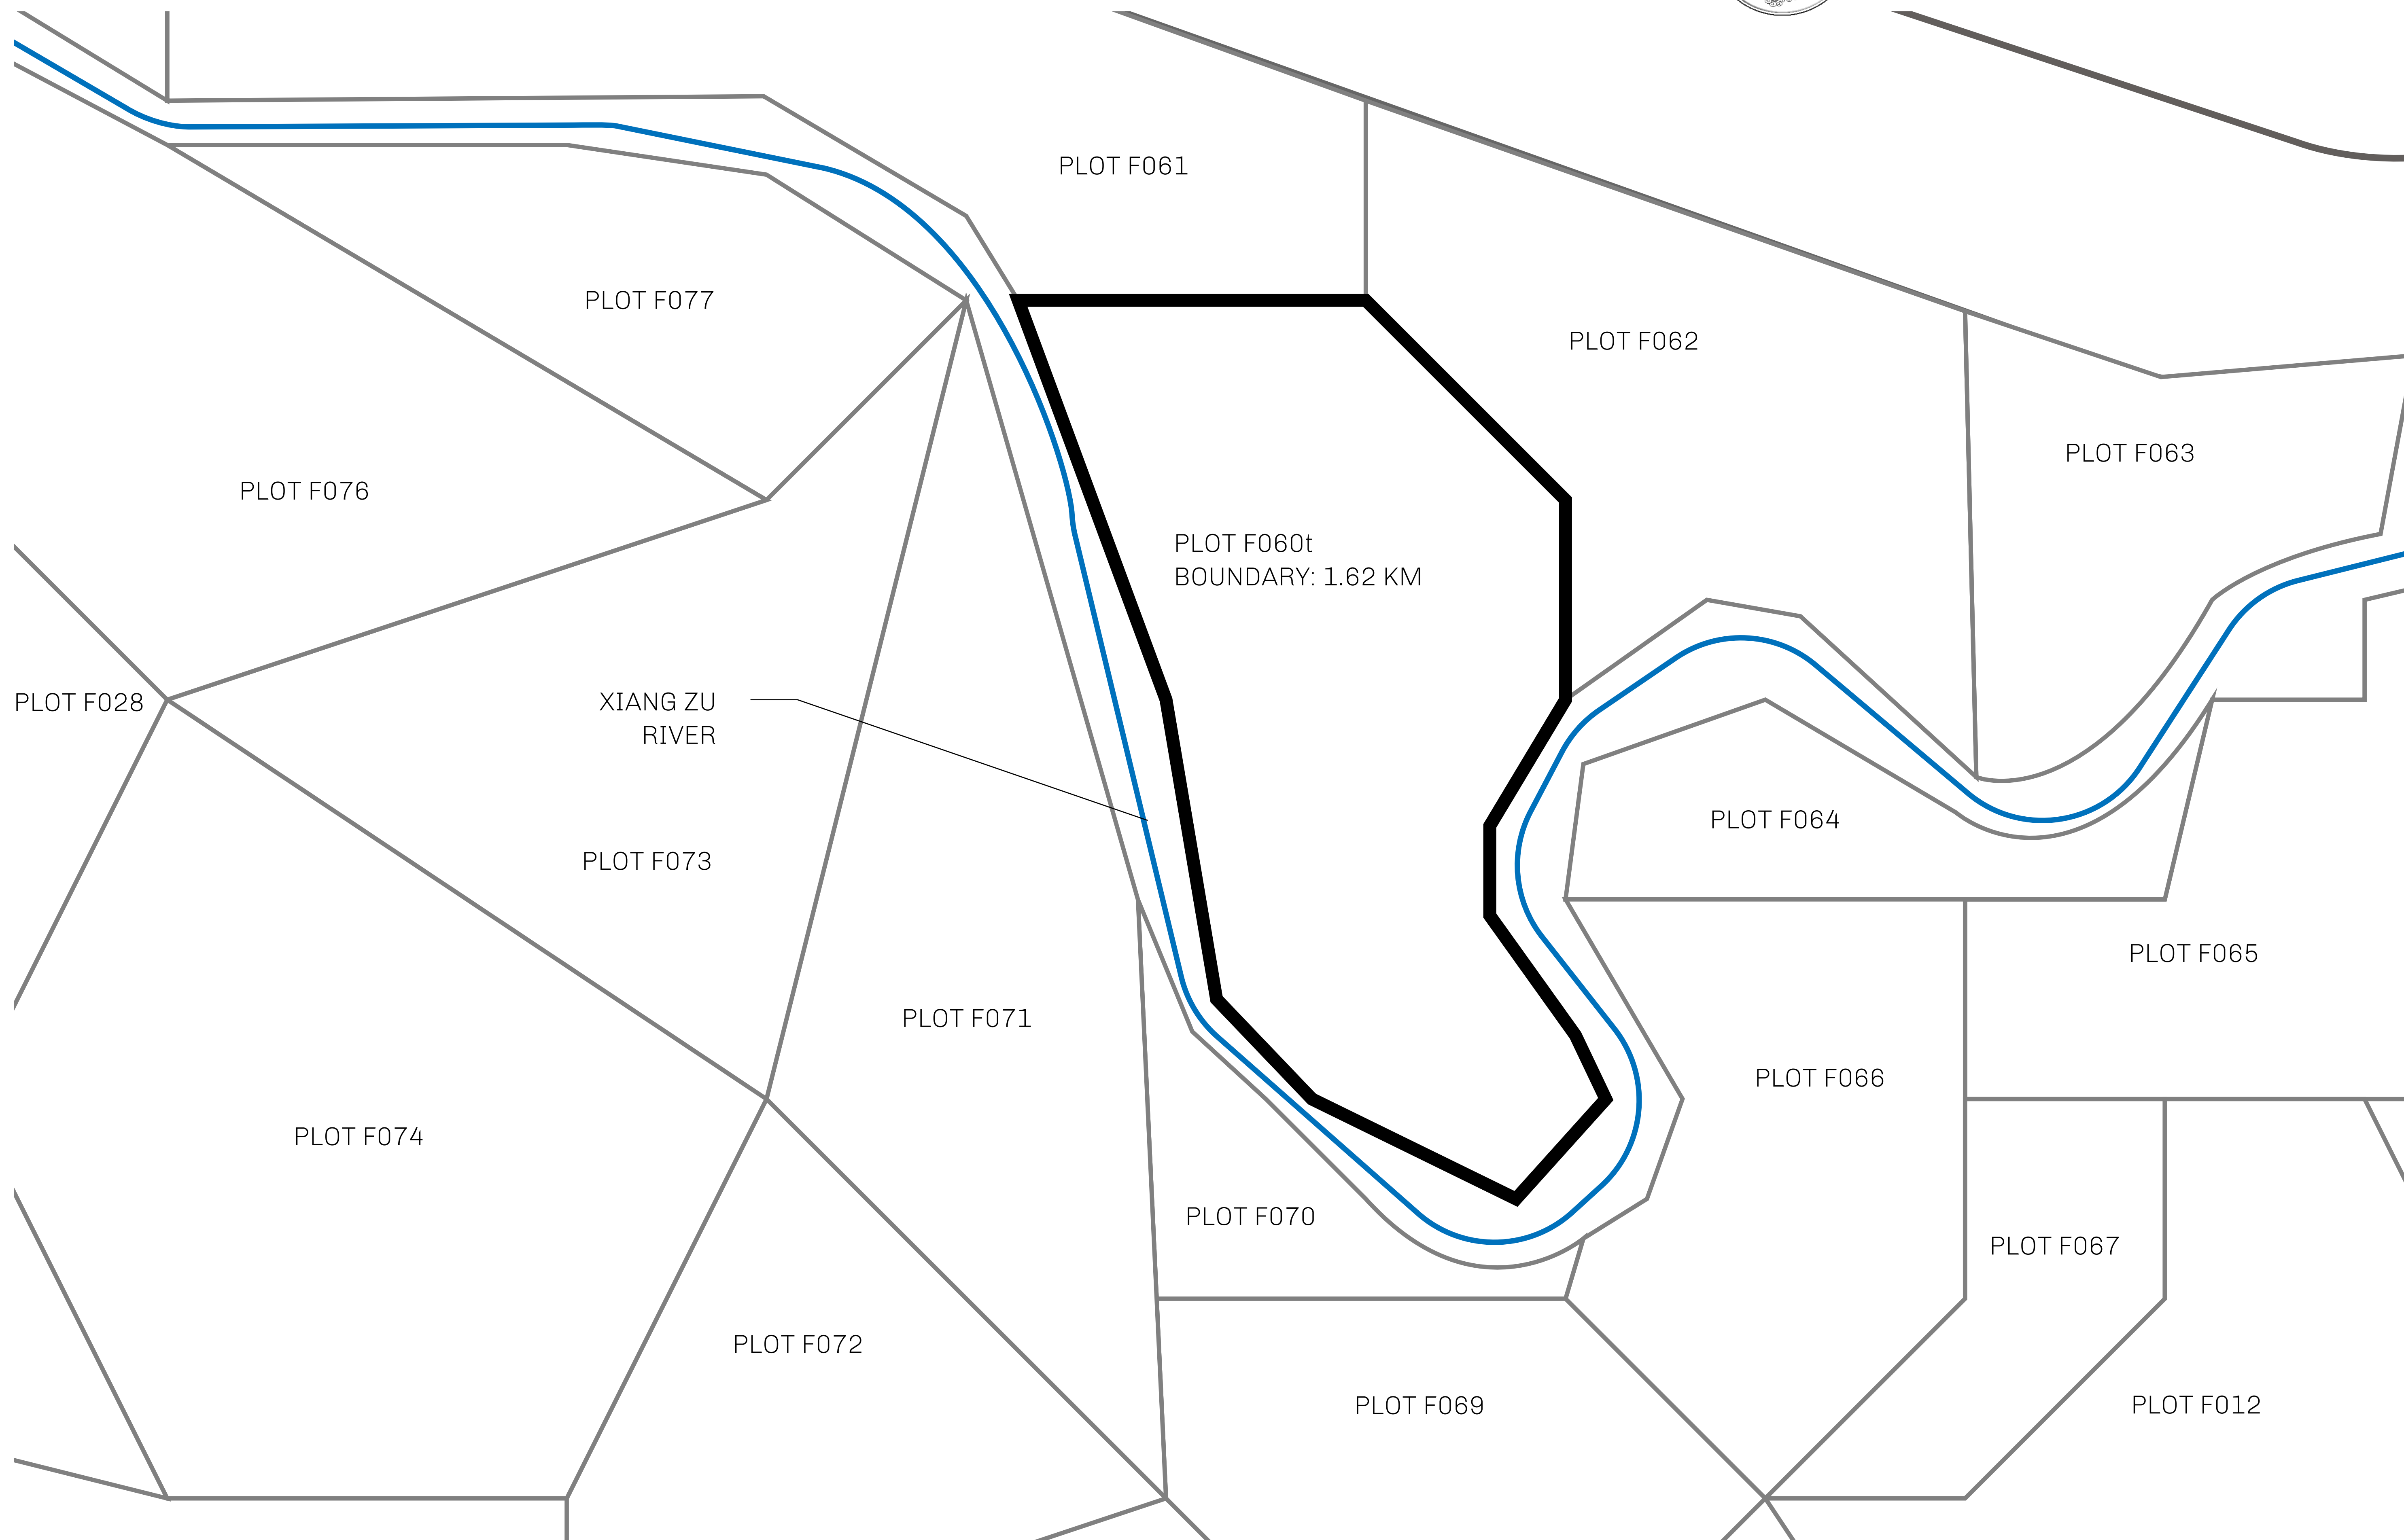 PLOT F061
PLOT F077
PLOT F062
PLOT F063
PLOT F076
PLOT F060t
BOUNDARY: 1.62 KM
PLOT F028
XIANG ZU
RIVER
PLOT F064
PLOT F073
PLOT F065
PLOT F071
PLOT F066
PLOT F074
PLOT F070
PLOT F067
PLOT F072
PLOT F069
PLOT F012